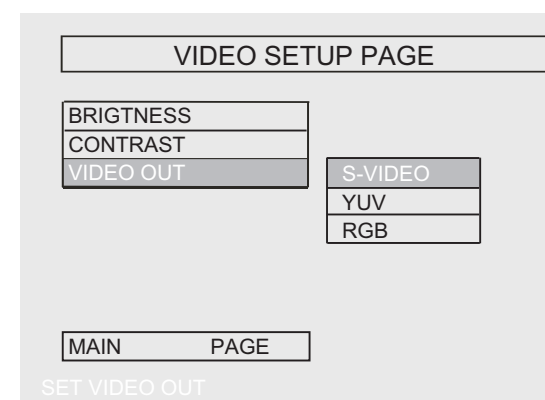 VIDEO SETUP PAGE
BRIGTNESS
CONTRAST
VIDEO OUT
S-VIDEO
YUV
RGB
MAIN PAGE
SET VIDEO OUT